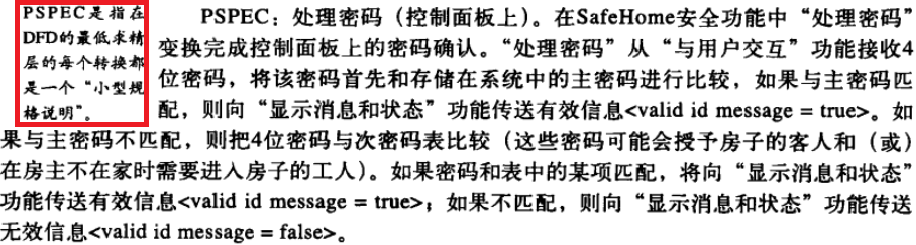 PSPEC是指在
DFD的最低求精
层的每个转换都
是一个“小型规
格说明”。
PSPEC：处理密码（控制面板上）。在SafeHome安全功能中“处理密码”
变换完成控制面板上的密码确认。“处理密码”从“与用户交互”功能接收4
位密码，将该密码首先和存储在系统中的主密码进行比较，如果与主密码匹
配，则向“显示消息和状态”功能传送有效信息<valid id message = true>。如
果与主密码不匹配，则把4位密码与次密码表比较（这些密码可能会授予房子的客人和（或）
在房主不在家时需要进入房子的工人）。如果密码和表中的某项匹配，将向“显示消息和状态”
功能传送有效信息<valid id message = true>；如果不匹配，则向“显示消息和状态”功能传送
无效信息<valid id message = false>。